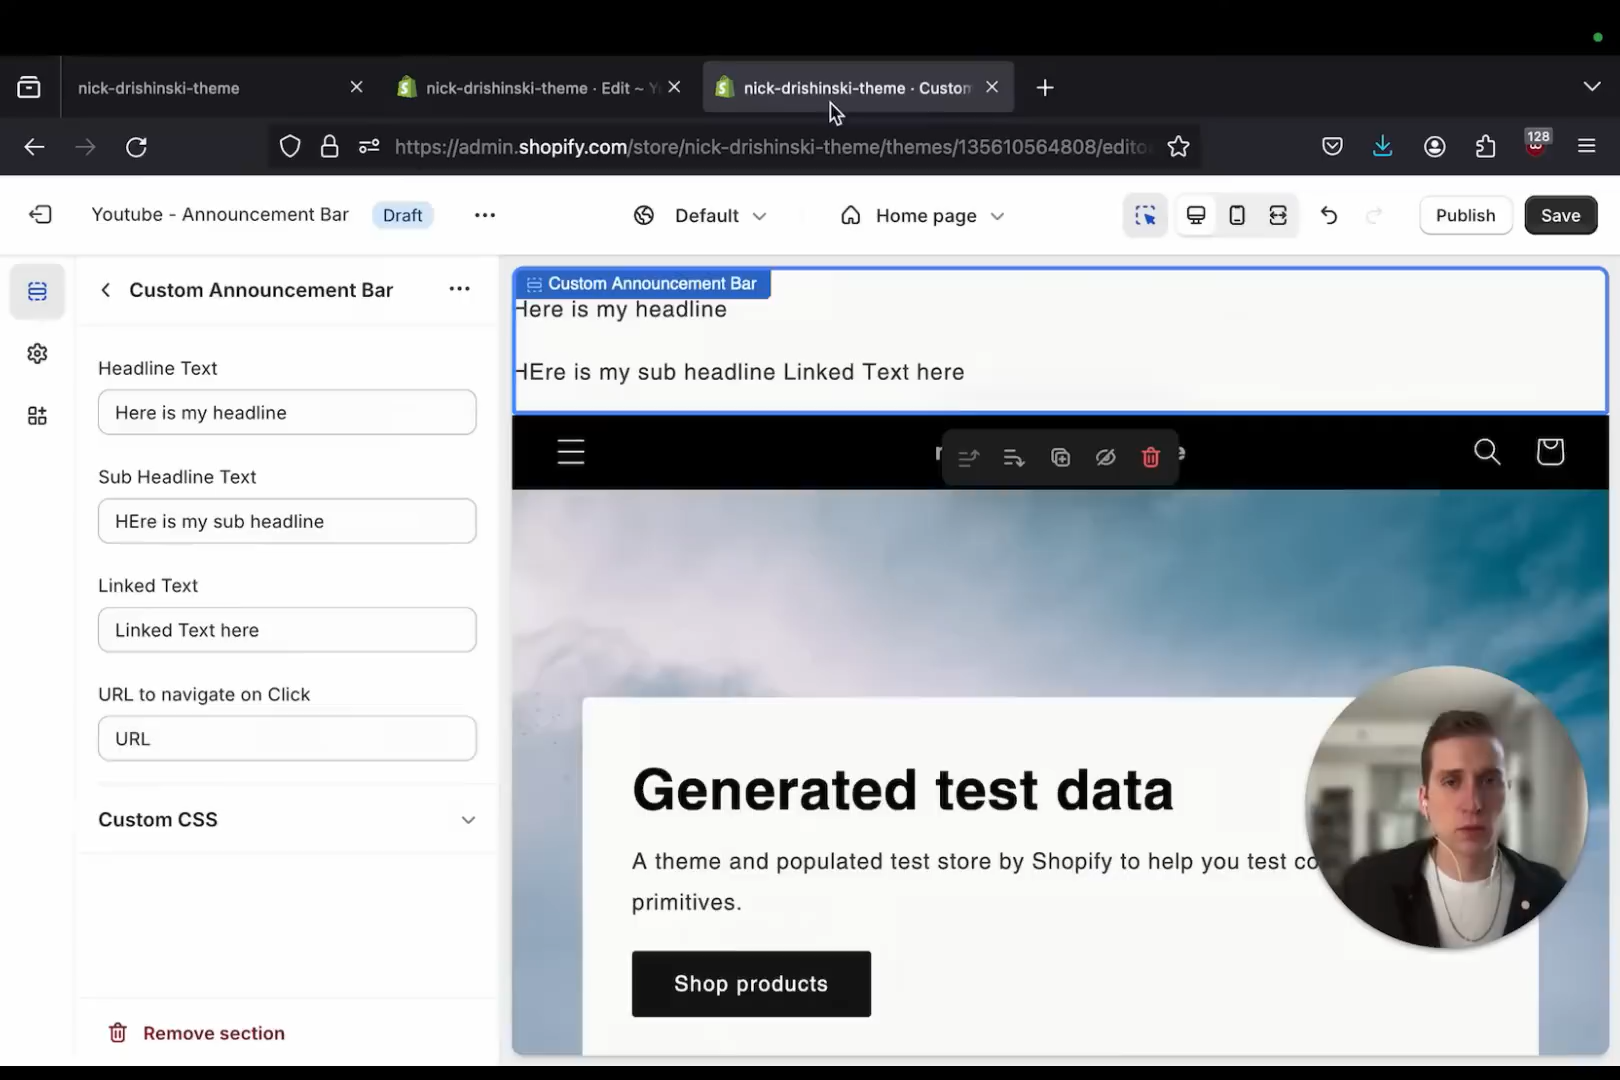 nick-drishinski-theme
nick-drishinski-theme · Edit ~ Y
nick-drishinski-theme · Custom
https://admin.shopify.com/store/nick-drishinski-theme/themes/135610564808/edito
128
Youtube - Announcement Bar
Draft
Default
Home page
Publish
Save
Custom Announcement Bar
Headline Text
Here is my headline
Sub Headline Text
HEre is my sub headline
Linked Text
Linked Text here
URL to navigate on Click
URL
Custom CSS
Remove section
Custom Announcement Bar
Here is my headline
HEre is my sub headline Linked Text here
Generated test data
A theme and populated test store by Shopify to help you test co
primitives.
Shop products